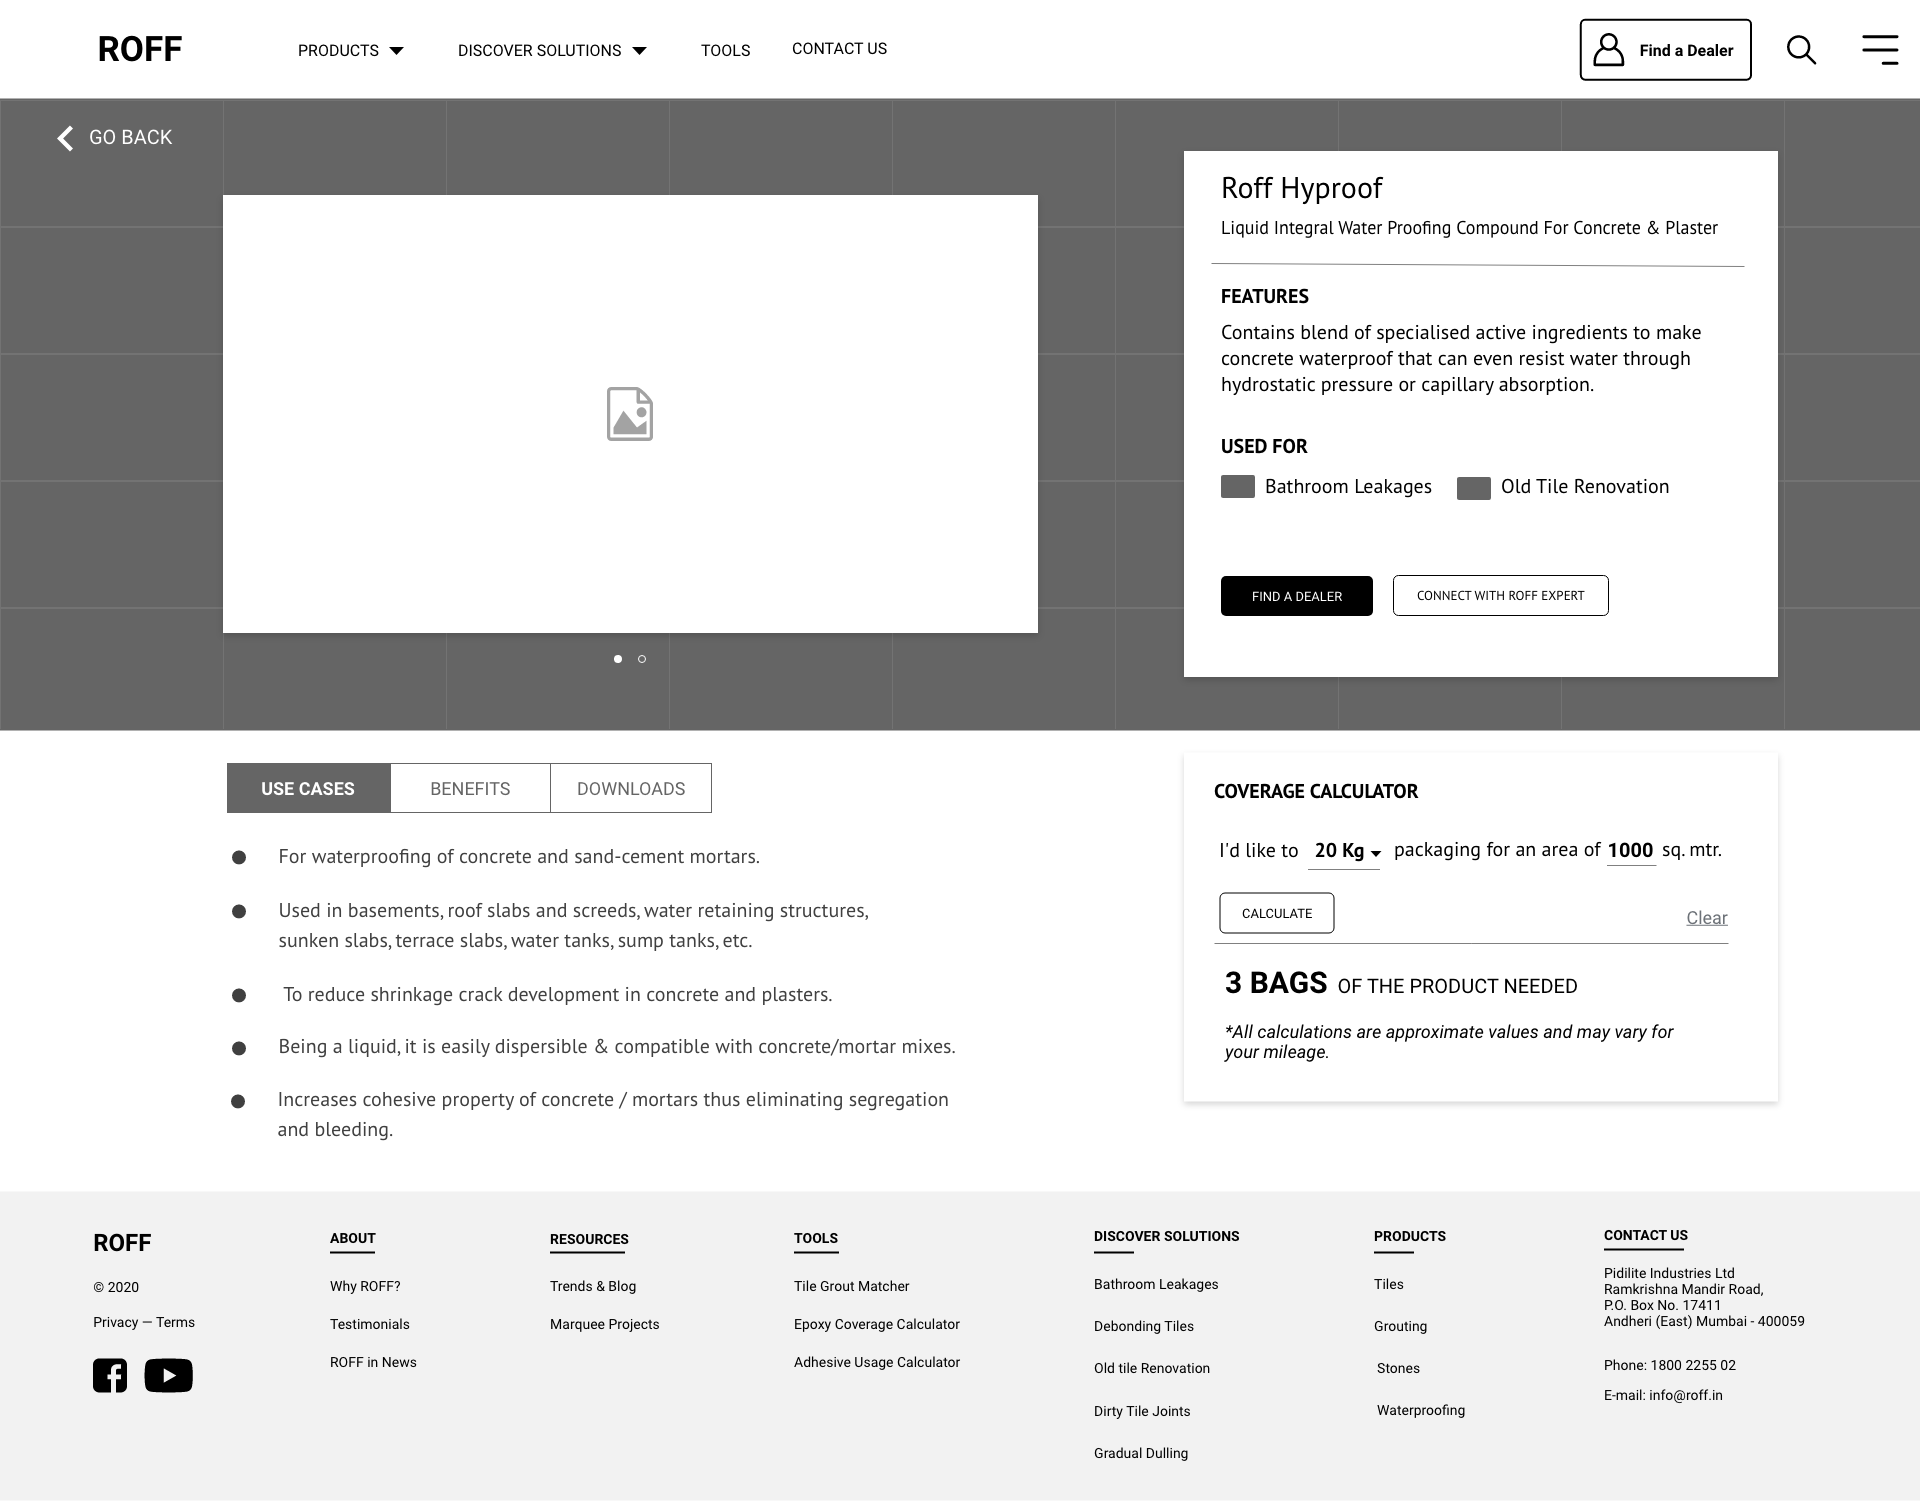 ROFF
PRODUCTS
DISCOVER SOLUTIONS
TOOLS
CONTACT US
Find a Dealer
GO BACK
Roff Hyproof
Liquid Integral Water Proofing Compound For Concrete & Plaster
FEATURES
Contains blend of specialised active ingredients to make
concrete waterproof that can even resist water through
hydrostatic pressure or capillary absorption.
USED FOR
Bathroom Leakages
Old Tile Renovation
FIND A DEALER
CONNECT WITH ROFF EXPERT
USE CASES
BENEFITS
DOWNLOADS
For waterproofing of concrete and sand-cement mortars.
Used in basements, roof slabs and screeds, water retaining structures,
sunken slabs, terrace slabs, water tanks, sump tanks, etc.
To reduce shrinkage crack development in concrete and plasters.
Being a liquid, it is easily dispersible & compatible with concrete/mortar mixes.
Increases cohesive property of concrete / mortars thus eliminating segregation
and bleeding.
COVERAGE CALCULATOR
I'd like to 20 Kg packaging for an area of 1000 sq. mtr.
CALCULATE
Clear
3 BAGS OF THE PRODUCT NEEDED
*All calculations are approximate values and may vary for
your mileage.
ROFF
© 2020
Privacy — Terms
ABOUT
Why ROFF?
Testimonials
ROFF in News
RESOURCES
Trends & Blog
Marquee Projects
TOOLS
Tile Grout Matcher
Epoxy Coverage Calculator
Adhesive Usage Calculator
DISCOVER SOLUTIONS
Bathroom Leakages
Debonding Tiles
Old tile Renovation
Dirty Tile Joints
Gradual Dulling
PRODUCTS
Tiles
Grouting
Stones
Waterproofing
CONTACT US
Pidilite Industries Ltd
Ramkrishna Mandir Road,
P.O. Box No. 17411
Andheri (East) Mumbai - 400059
Phone: 1800 2255 02
E-mail: info@roff.in